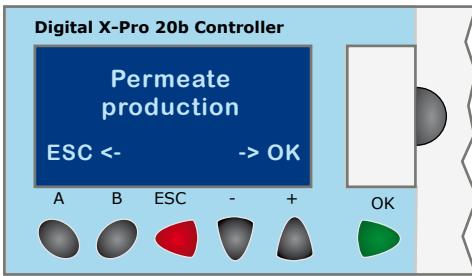 Digital X-Pro 20b Controller
Permeate
production
ESC <- -> OK
A B ESC - + OK